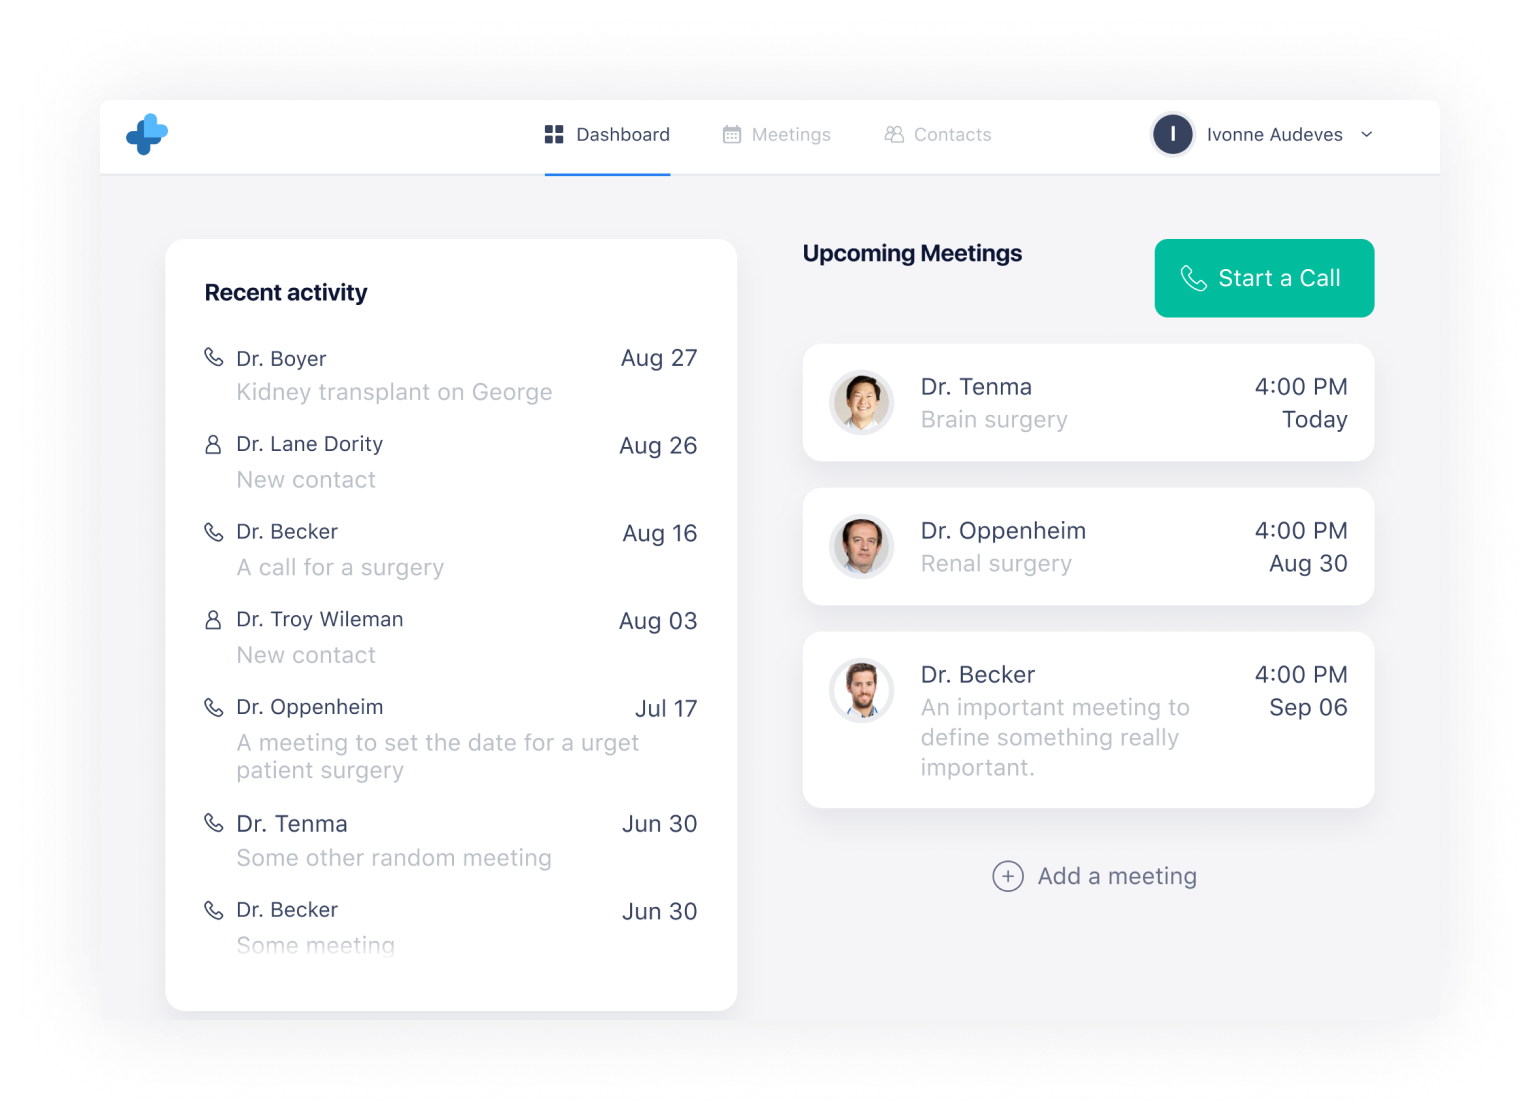 Dashboard
Meetings
Contacts
I
Ivonne Audeves
Recent activity
Dr. Boyer
Aug 27
Kidney transplant on George
Dr. Lane Dority
Aug 26
New contact
Dr. Becker
Aug 16
A call for a surgery
Dr. Troy Wileman
Aug 03
New contact
Dr. Oppenheim
Jul 17
A meeting to set the date for a urget
patient surgery
Dr. Tenma
Jun 30
Some other random meeting
Dr. Becker
Jun 30
Some meeting
Upcoming Meetings
Start a Call
Dr. Tenma
4:00 PM
Brain surgery
Today
Dr. Oppenheim
4:00 PM
Renal surgery
Aug 30
Dr. Becker
4:00 PM
An important meeting to
Sep 06
define something really
important.
Add a meeting